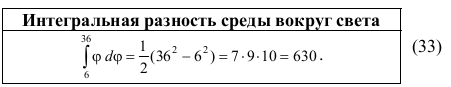 Интегральная разность среды вокруг света
∫₆³⁶ φ dφ = 1/2(36² − 6²) = 7·9·10 = 630.
(33)